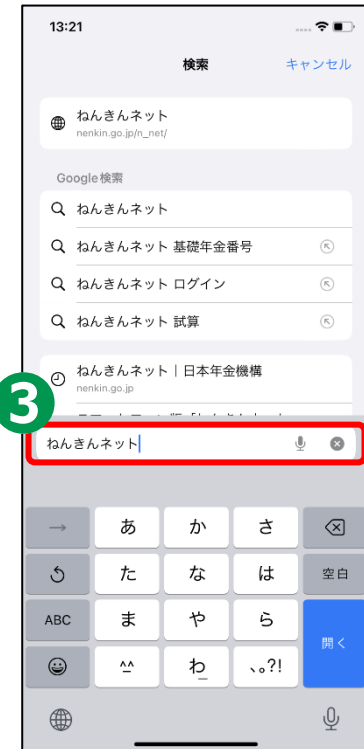 13:21
検索 キャンセル
ねんきんネット
nenkin.go.jp/n_net/
Google検索
ねんきんネット
ねんきんネット 基礎年金番号
ねんきんネット ログイン
ねんきんネット 試算
ねんきんネット｜日本年金機構
nenkin.go.jp
3
ねんきんネット
→ あ か さ
た な は 空白
ABC ま や ら 開く
^^ わ_ 、。?!